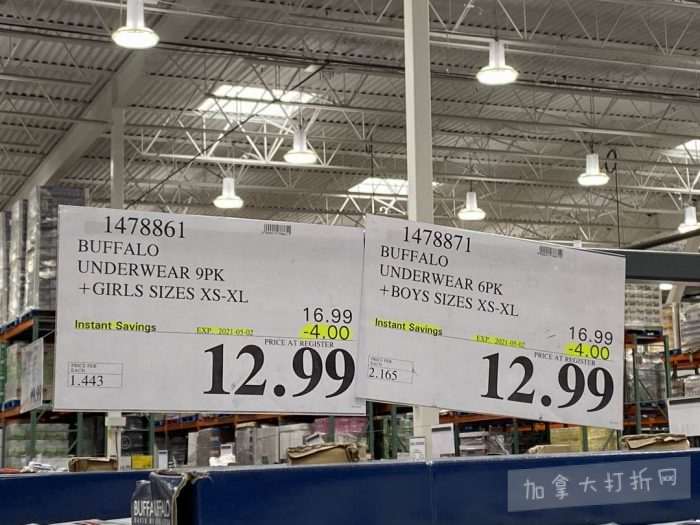 1478861
BUFFALO
UNDERWEAR 9PK
+GIRLS SIZES XS-XL
16.99
Instant Savings
EXP. 2021-05-02
-4.00
PRICE AT REGISTER
PRICE PER
EACH
1.443
12.99
1478871
BUFFALO
UNDERWEAR 6PK
+BOYS SIZES XS-XL
16.99
Instant Savings
EXP. 2021-05-02
-4.00
PRICE AT REGISTER
PRICE PER
EACH
2.165
12.99
BUFFALO
加拿大打折网